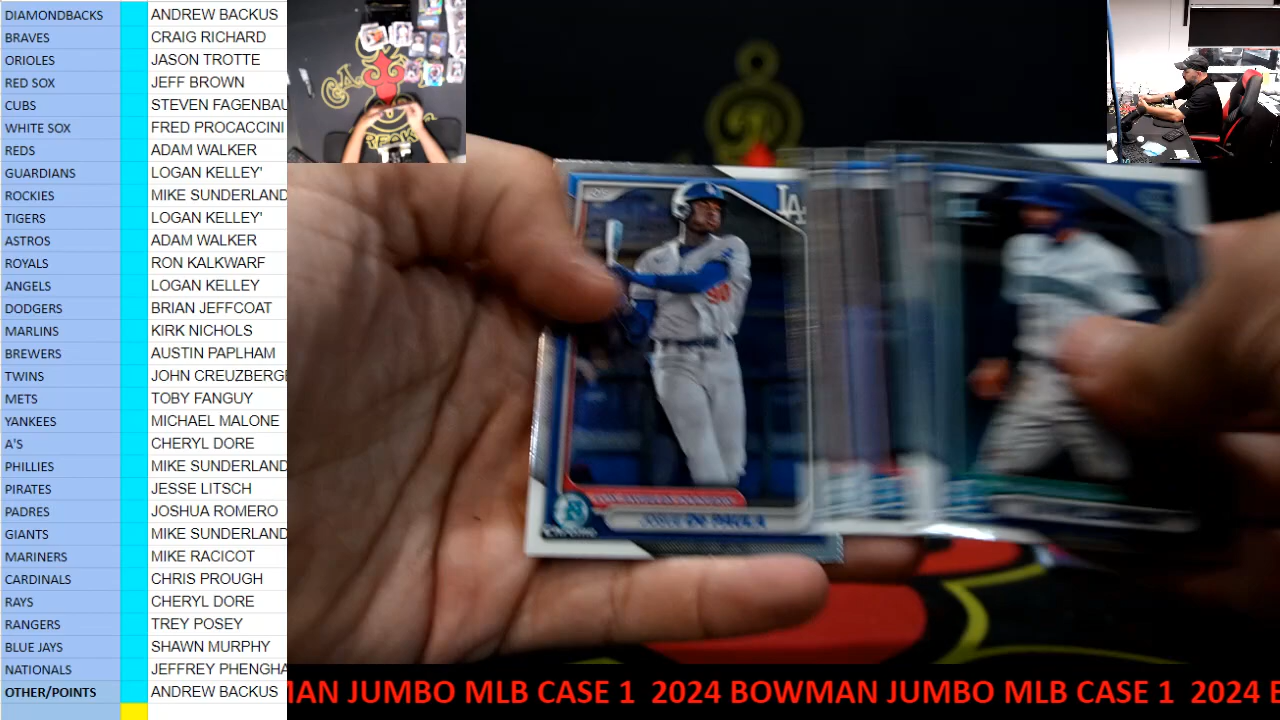 DIAMONDBACKS ANDREW BACKUS
BRAVES CRAIG RICHARD
ORIOLES JASON TROTTE
RED SOX JEFF BROWN
CUBS STEVEN FAGENBAU
WHITE SOX FRED PROCACCINI
REDS ADAM WALKER
GUARDIANS LOGAN KELLEY'
ROCKIES MIKE SUNDERLAND
TIGERS LOGAN KELLEY'
ASTROS ADAM WALKER
ROYALS RON KALKWARF
ANGELS LOGAN KELLEY
DODGERS BRIAN JEFFCOAT
MARLINS KIRK NICHOLS
BREWERS AUSTIN PAPLHAM
TWINS JOHN CREUZBERGE
METS TOBY FANGUY
YANKEES MICHAEL MALONE
A'S CHERYL DORE
PHILLIES MIKE SUNDERLAND
PIRATES JESSE LITSCH
PADRES JOSHUA ROMERO
GIANTS MIKE SUNDERLAND
MARINERS MIKE RACICOT
CARDINALS CHRIS PROUGH
RAYS CHERYL DORE
RANGERS TREY POSEY
BLUE JAYS SHAWN MURPHY
NATIONALS JEFFREY PHENGHA
OTHER/POINTS ANDREW BACKUS
LA
CHROME
MAN JUMBO MLB CASE 1 2024 BOWMAN JUMBO MLB CASE 1 2024 B